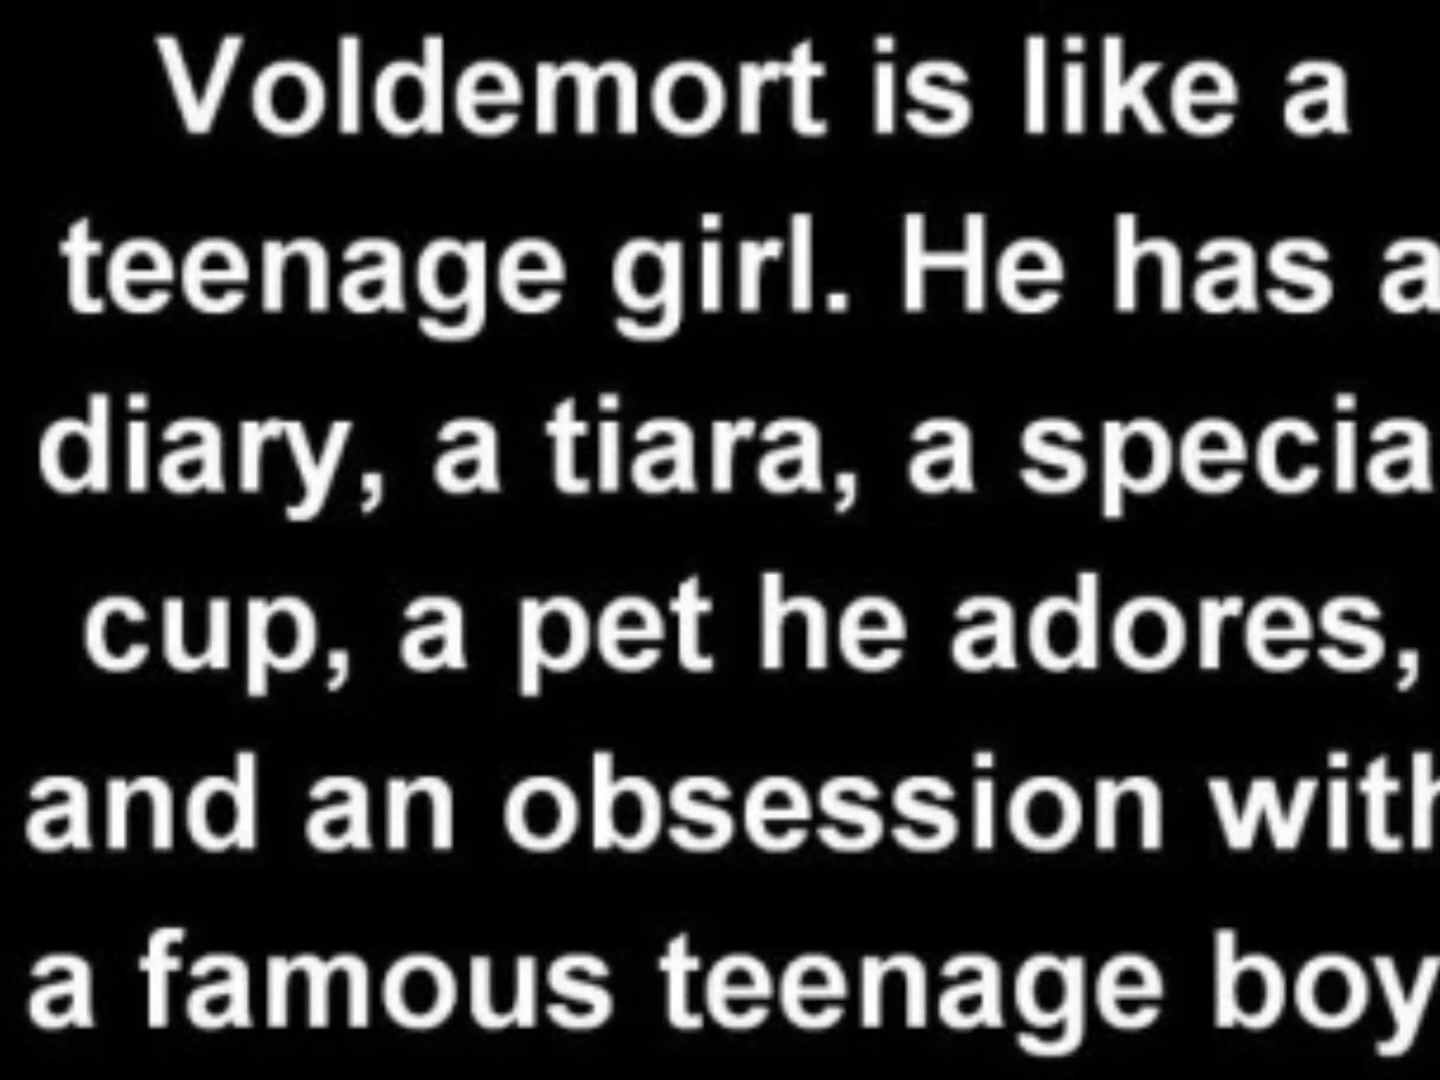 Voldemort is like a
teenage girl. He has a
diary, a tiara, a specia
cup, a pet he adores,
and an obsession with
a famous teenage boy